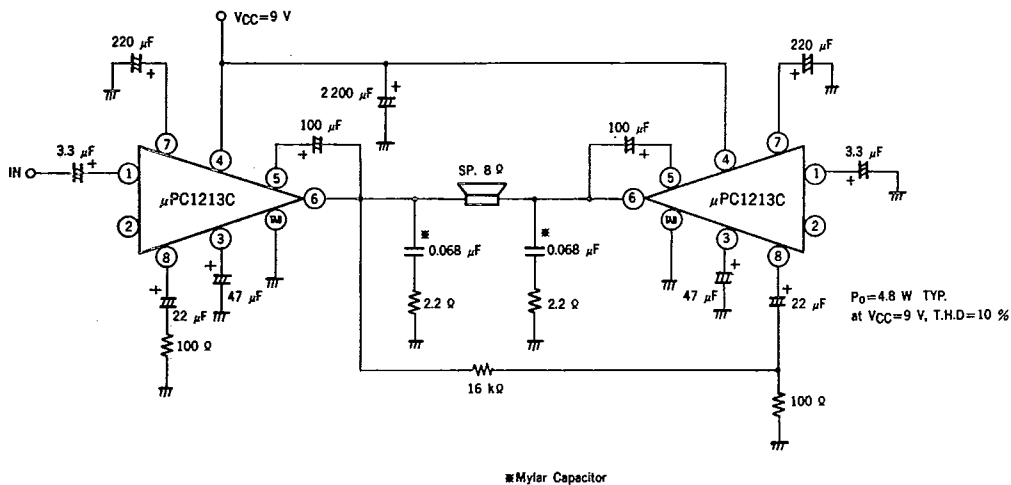 VCC=9 V
220 µF
+
220 µF
+
2200 µF
+
100 µF
+
100 µF
+
3.3 µF
+
3.3 µF
+
IN
1
7
4
5
6
µPC1213C
2
8
3
TAB
SP. 8 Ω
6
5
4
7
1
µPC1213C
TAB
3
8
2
*
0.068 µF
*
0.068 µF
+
47 µF
+
47 µF
+
22 µF
+
22 µF
2.2 Ω
2.2 Ω
100 Ω
16 kΩ
100 Ω
Po=4.8 W TYP.
at VCC=9 V, T.H.D=10 %
*Mylar Capacitor